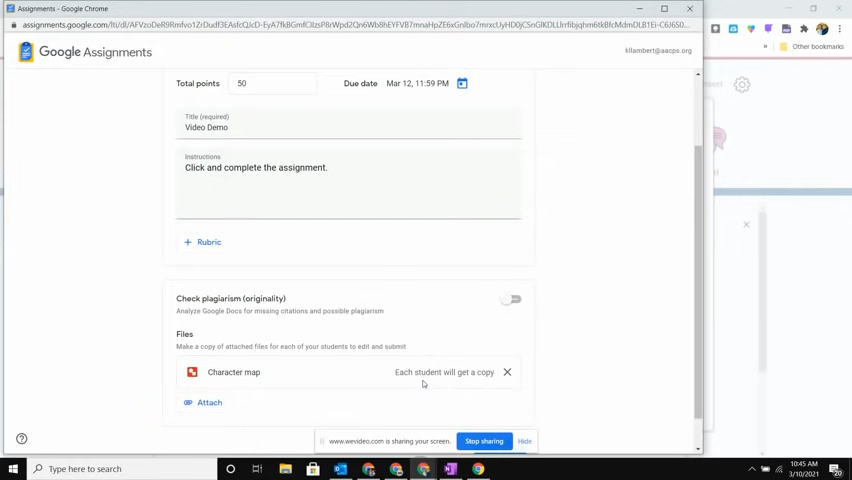 Assignments - Google Chrome
Other bookmarks
Google Assignments
kllambert@aacps.org
Total points
50
Due date
Mar 12, 11:59 PM
Title (required)
Video Demo
Instructions
Click and complete the assignment.
+ Rubric
Check plagiarism (originality)
Analyze Google Docs for missing citations and possible plagiarism
Files
Make a copy of attached files for each of your students to edit and submit
Character map
Each student will get a copy
Attach
www.wevideo.com is sharing your screen.
Stop sharing
Hide
Type here to search
10:45 AM
3/10/2021
20